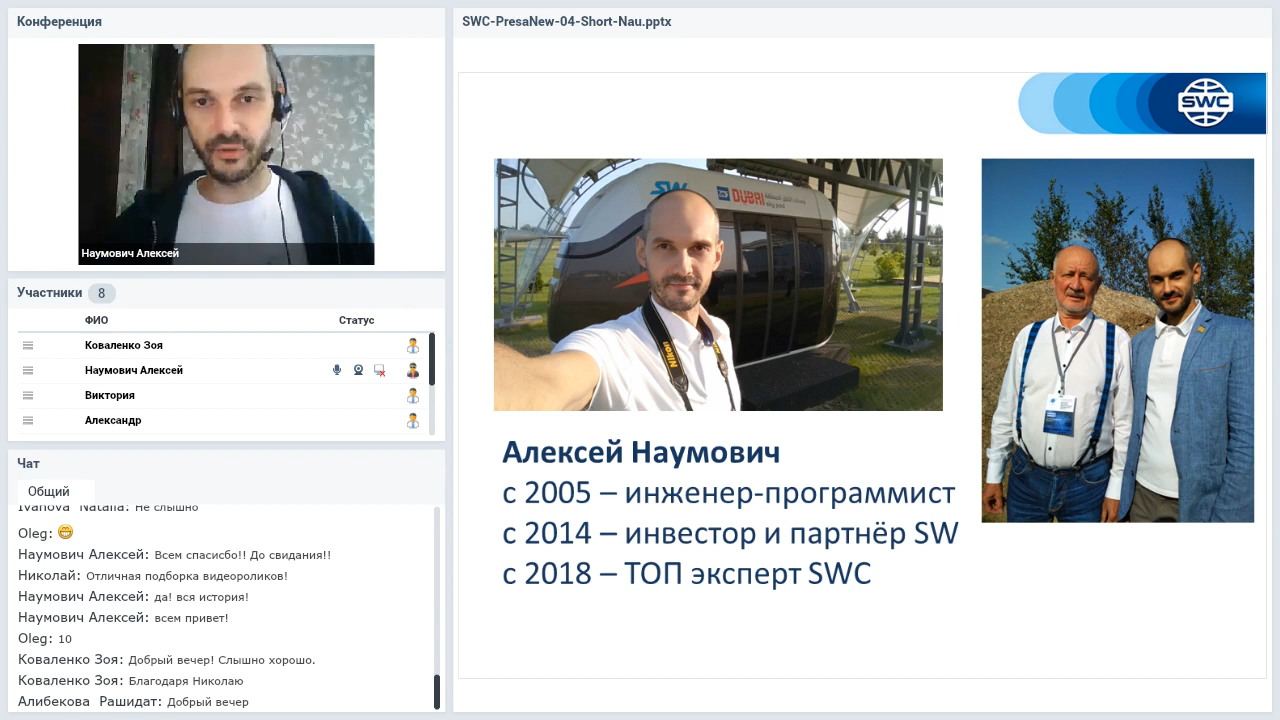 Конференция
Наумович Алексей
Участники 8
ФИО Статус
Коваленко Зоя
Наумович Алексей
Виктория
Александр
Чат
Общий
Ivanova Natalia: Не слышно
Oleg:
Наумович Алексей: Всем спасисбо!! До свидания!!
Николай: Отличная подборка видеороликов!
Наумович Алексей: да! вся история!
Наумович Алексей: всем привет!
Oleg: 10
Коваленко Зоя: Добрый вечер! Слышно хорошо.
Коваленко Зоя: Благодаря Николаю
Алибекова Рашидат: Добрый вечер
SWC-PresaNew-04-Short-Nau.pptx
SWC
SW
DUBAI
Nikon
Алексей Наумович
с 2005 – инженер-программист
с 2014 – инвестор и партнёр SW
с 2018 – ТОП эксперт SWC